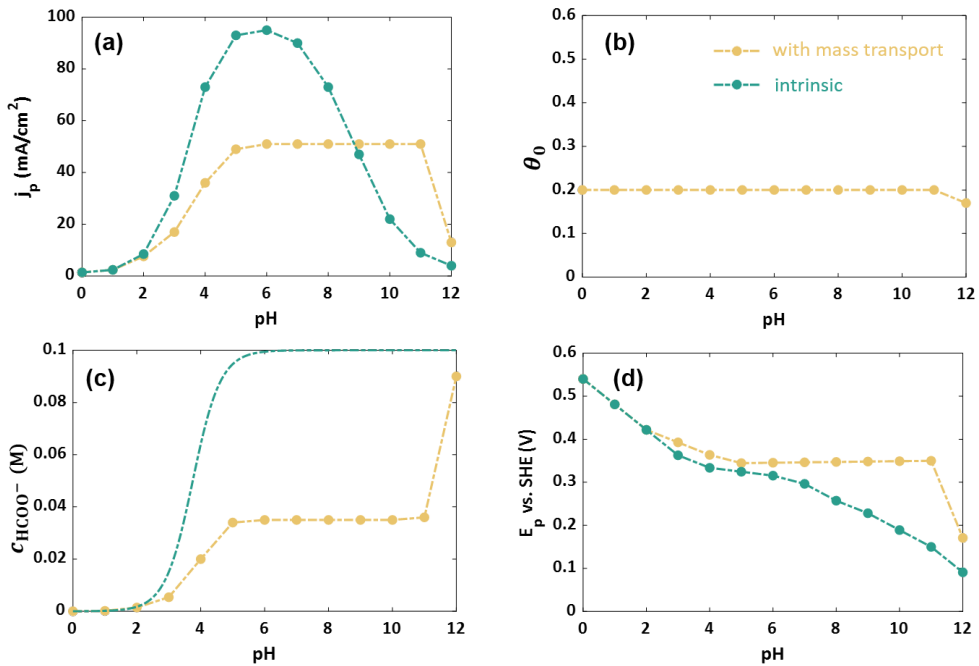 (a)
j_p (mA/cm²)
100
80
60
40
20
0
0 2 4 6 8 10 12
pH
(b)
with mass transport
intrinsic
θ₀
0.6
0.5
0.4
0.3
0.2
0.1
0
0 2 4 6 8 10 12
pH
(c)
c_HCOO⁻ (M)
0.1
0.08
0.06
0.04
0.02
0
0 2 4 6 8 10 12
pH
(d)
E_p vs. SHE (V)
0.6
0.5
0.4
0.3
0.2
0.1
0
0 2 4 6 8 10 12
pH